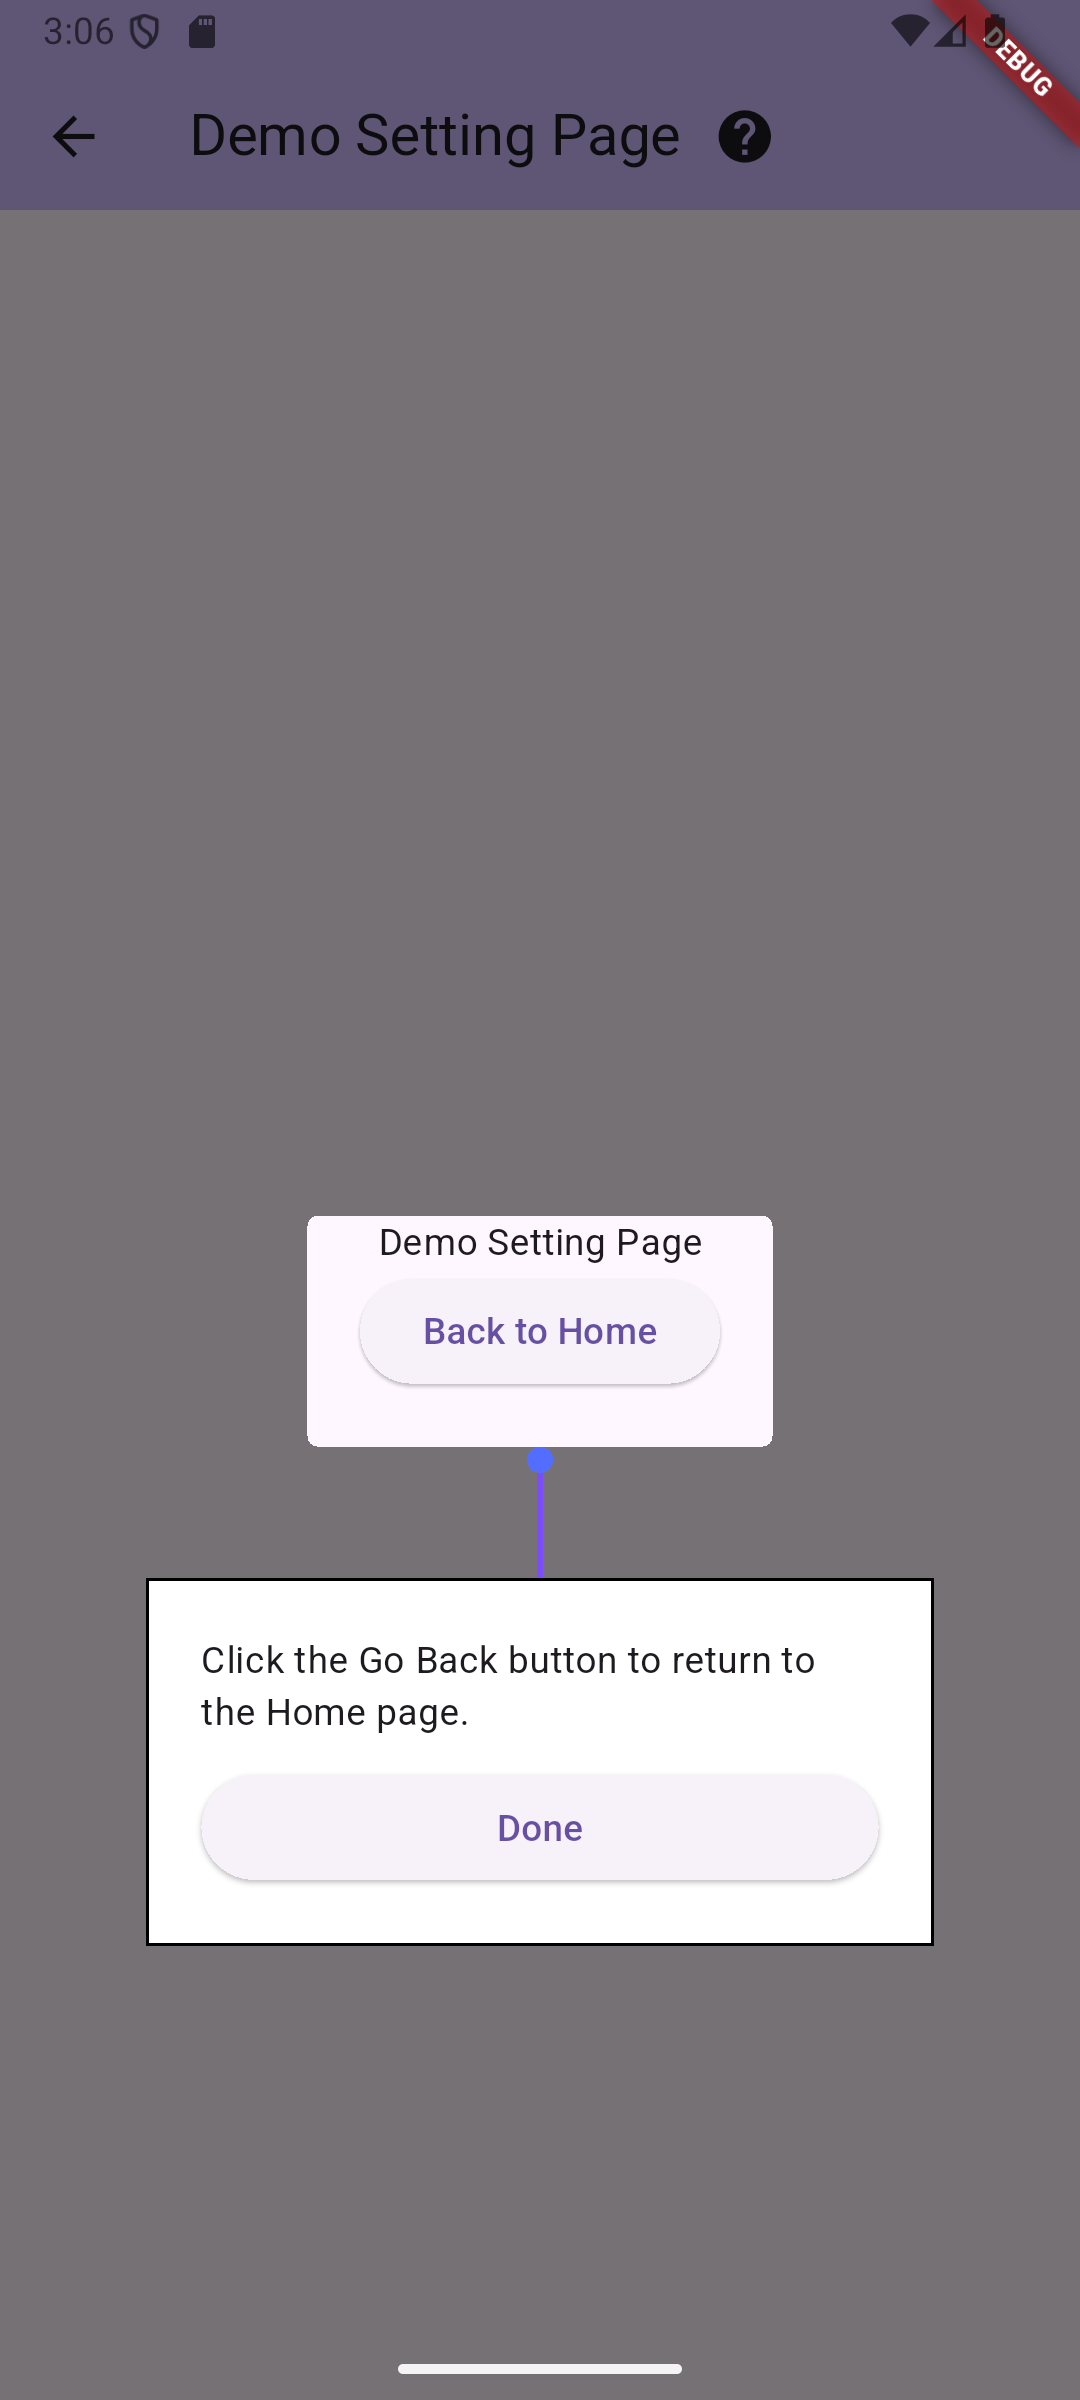 3:06
DEBUG
Demo Setting Page
Demo Setting Page
Back to Home
Click the Go Back button to return to
the Home page.
Done